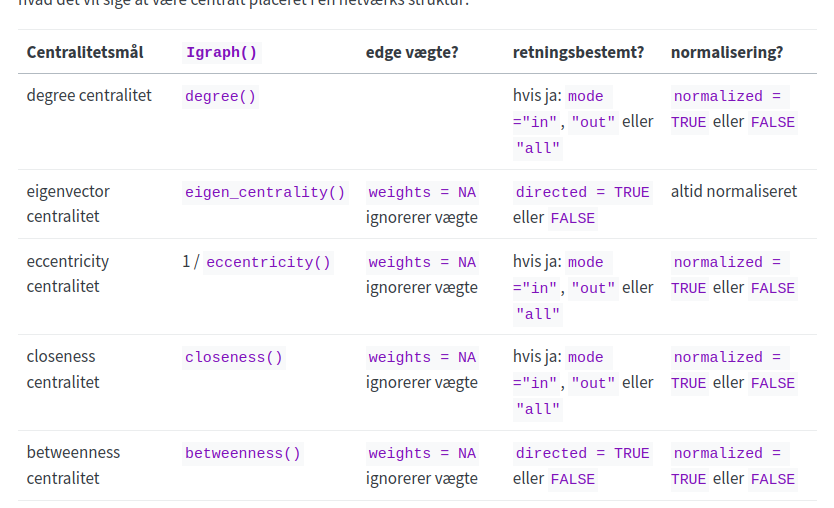 hvad det vil sige at være centralt placeret i en netværks struktur.
Centralitetsmål Igraph() edge vægte? retningsbestemt? normalisering?
degree centralitet degree() hvis ja: mode normalized =
="in", "out" eller TRUE eller FALSE
"all"
eigenvector eigen_centrality() weights = NA directed = TRUE altid normaliseret
centralitet ignorerer vægte eller FALSE
eccentricity 1 / eccentricity() weights = NA hvis ja: mode normalized =
centralitet ignorerer vægte ="in", "out" eller TRUE eller FALSE
"all"
closeness closeness() weights = NA hvis ja: mode normalized =
centralitet ignorerer vægte ="in", "out" eller TRUE eller FALSE
"all"
betweenness betweenness() weights = NA directed = TRUE normalized =
centralitet ignorerer vægte eller FALSE TRUE eller FALSE